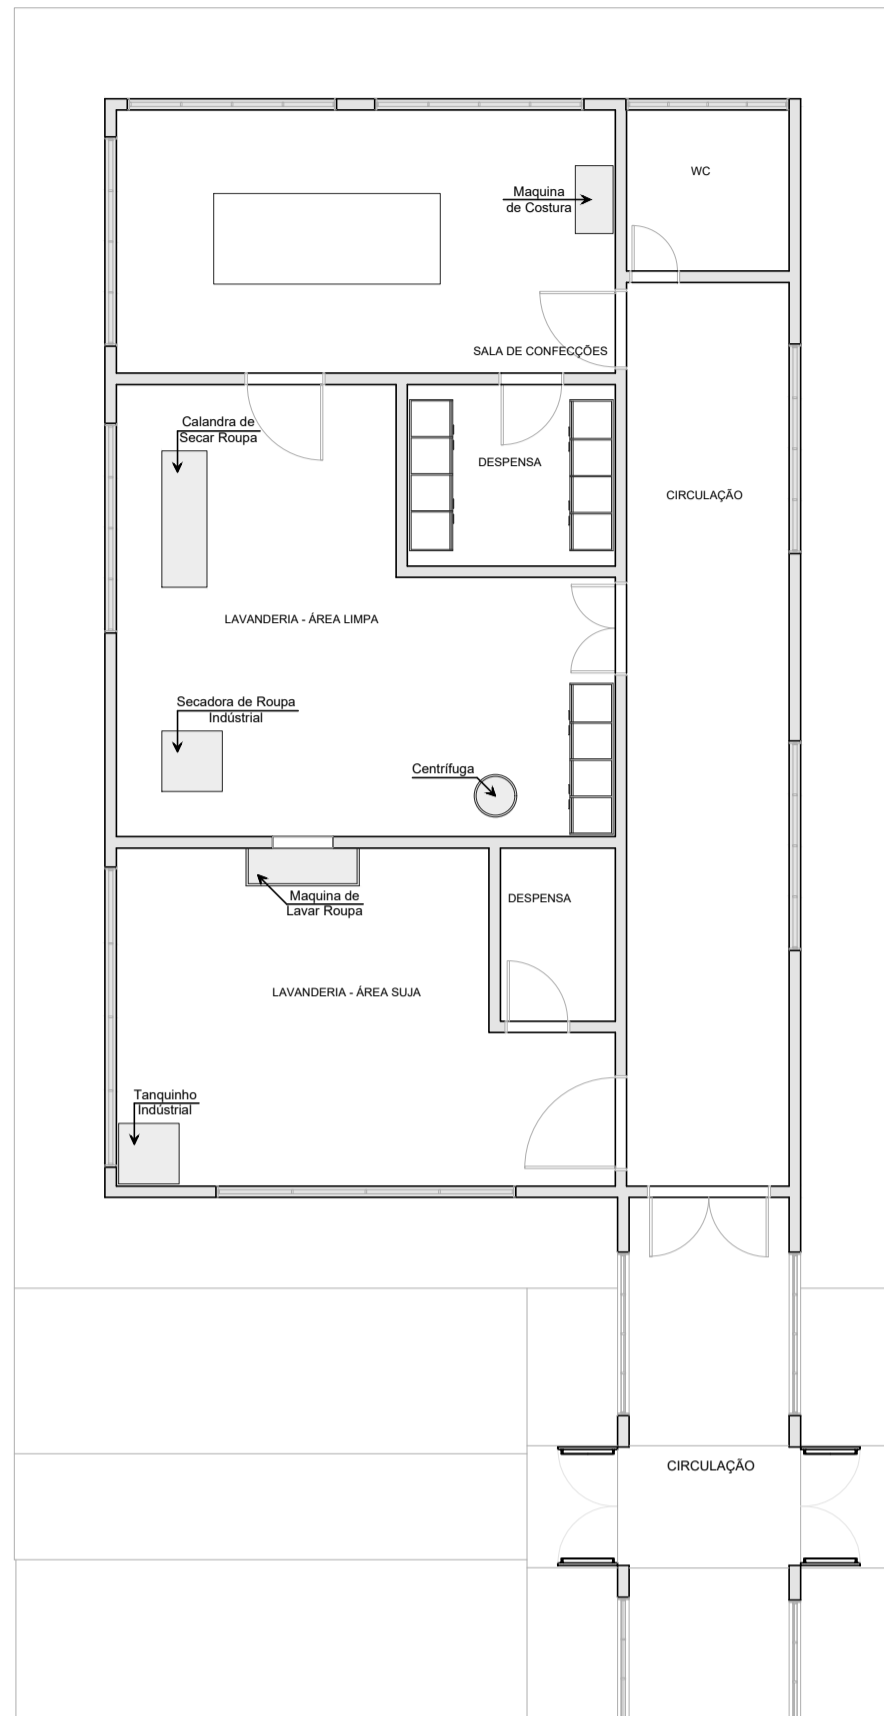 WC
Maquina
de Costura
SALA DE CONFECÇÕES
Calandra de
Secar Roupa
DESPENSA
CIRCULAÇÃO
LAVANDERIA - ÁREA LIMPA
Secadora de Roupa
Indústrial
Centrífuga
Maquina de
Lavar Roupa
DESPENSA
LAVANDERIA - ÁREA SUJA
Tanquinho
Indústrial
CIRCULAÇÃO